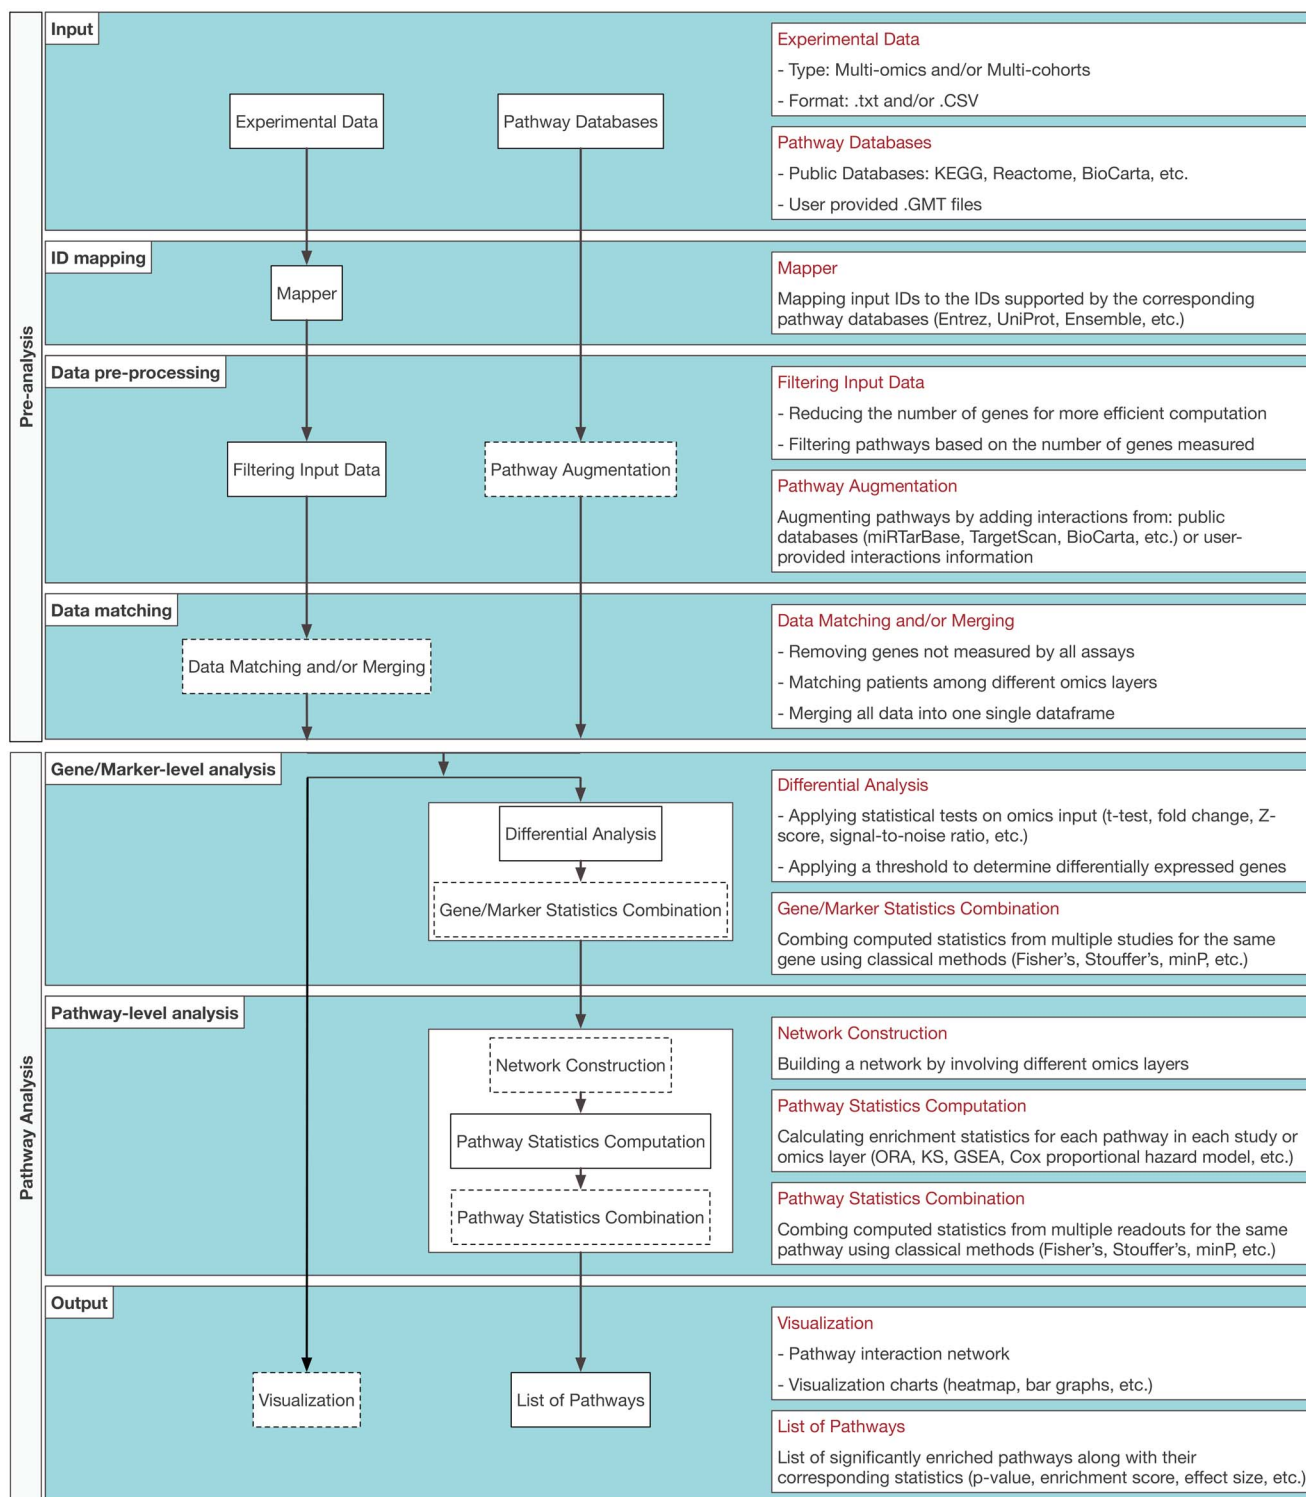 Pre-analysis
Input
Experimental Data
Pathway Databases
Experimental Data
- Type: Multi-omics and/or Multi-cohorts
- Format: .txt and/or .CSV
Pathway Databases
- Public Databases: KEGG, Reactome, BioCarta, etc.
- User provided .GMT files
ID mapping
Mapper
Mapper
Mapping input IDs to the IDs supported by the corresponding
pathway databases (Entrez, UniProt, Ensemble, etc.)
Data pre-processing
Filtering Input Data
Pathway Augmentation
Filtering Input Data
- Reducing the number of genes for more efficient computation
- Filtering pathways based on the number of genes measured
Pathway Augmentation
Augmenting pathways by adding interactions from: public
databases (miRTarBase, TargetScan, BioCarta, etc.) or user-
provided interactions information
Data matching
Data Matching and/or Merging
Data Matching and/or Merging
- Removing genes not measured by all assays
- Matching patients among different omics layers
- Merging all data into one single dataframe
Pathway Analysis
Gene/Marker-level analysis
Differential Analysis
Gene/Marker Statistics Combination
Differential Analysis
- Applying statistical tests on omics input (t-test, fold change, Z-
score, signal-to-noise ratio, etc.)
- Applying a threshold to determine differentially expressed genes
Gene/Marker Statistics Combination
Combing computed statistics from multiple studies for the same
gene using classical methods (Fisher's, Stouffer's, minP, etc.)
Pathway-level analysis
Network Construction
Pathway Statistics Computation
Pathway Statistics Combination
Network Construction
Building a network by involving different omics layers
Pathway Statistics Computation
Calculating enrichment statistics for each pathway in each study or
omics layer (ORA, KS, GSEA, Cox proportional hazard model, etc.)
Pathway Statistics Combination
Combing computed statistics from multiple readouts for the same
pathway using classical methods (Fisher's, Stouffer's, minP, etc.)
Output
Visualization
List of Pathways
Visualization
- Pathway interaction network
- Visualization charts (heatmap, bar graphs, etc.)
List of Pathways
List of significantly enriched pathways along with their
corresponding statistics (p-value, enrichment score, effect size, etc.)